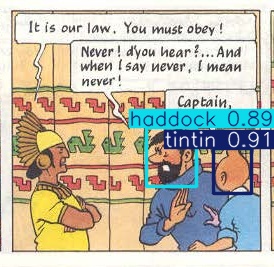 It is our law. You must obey!
Never! d'you hear?...And
when I say never, I mean
never!
Captain,
haddock 0.89
tintin 0.91